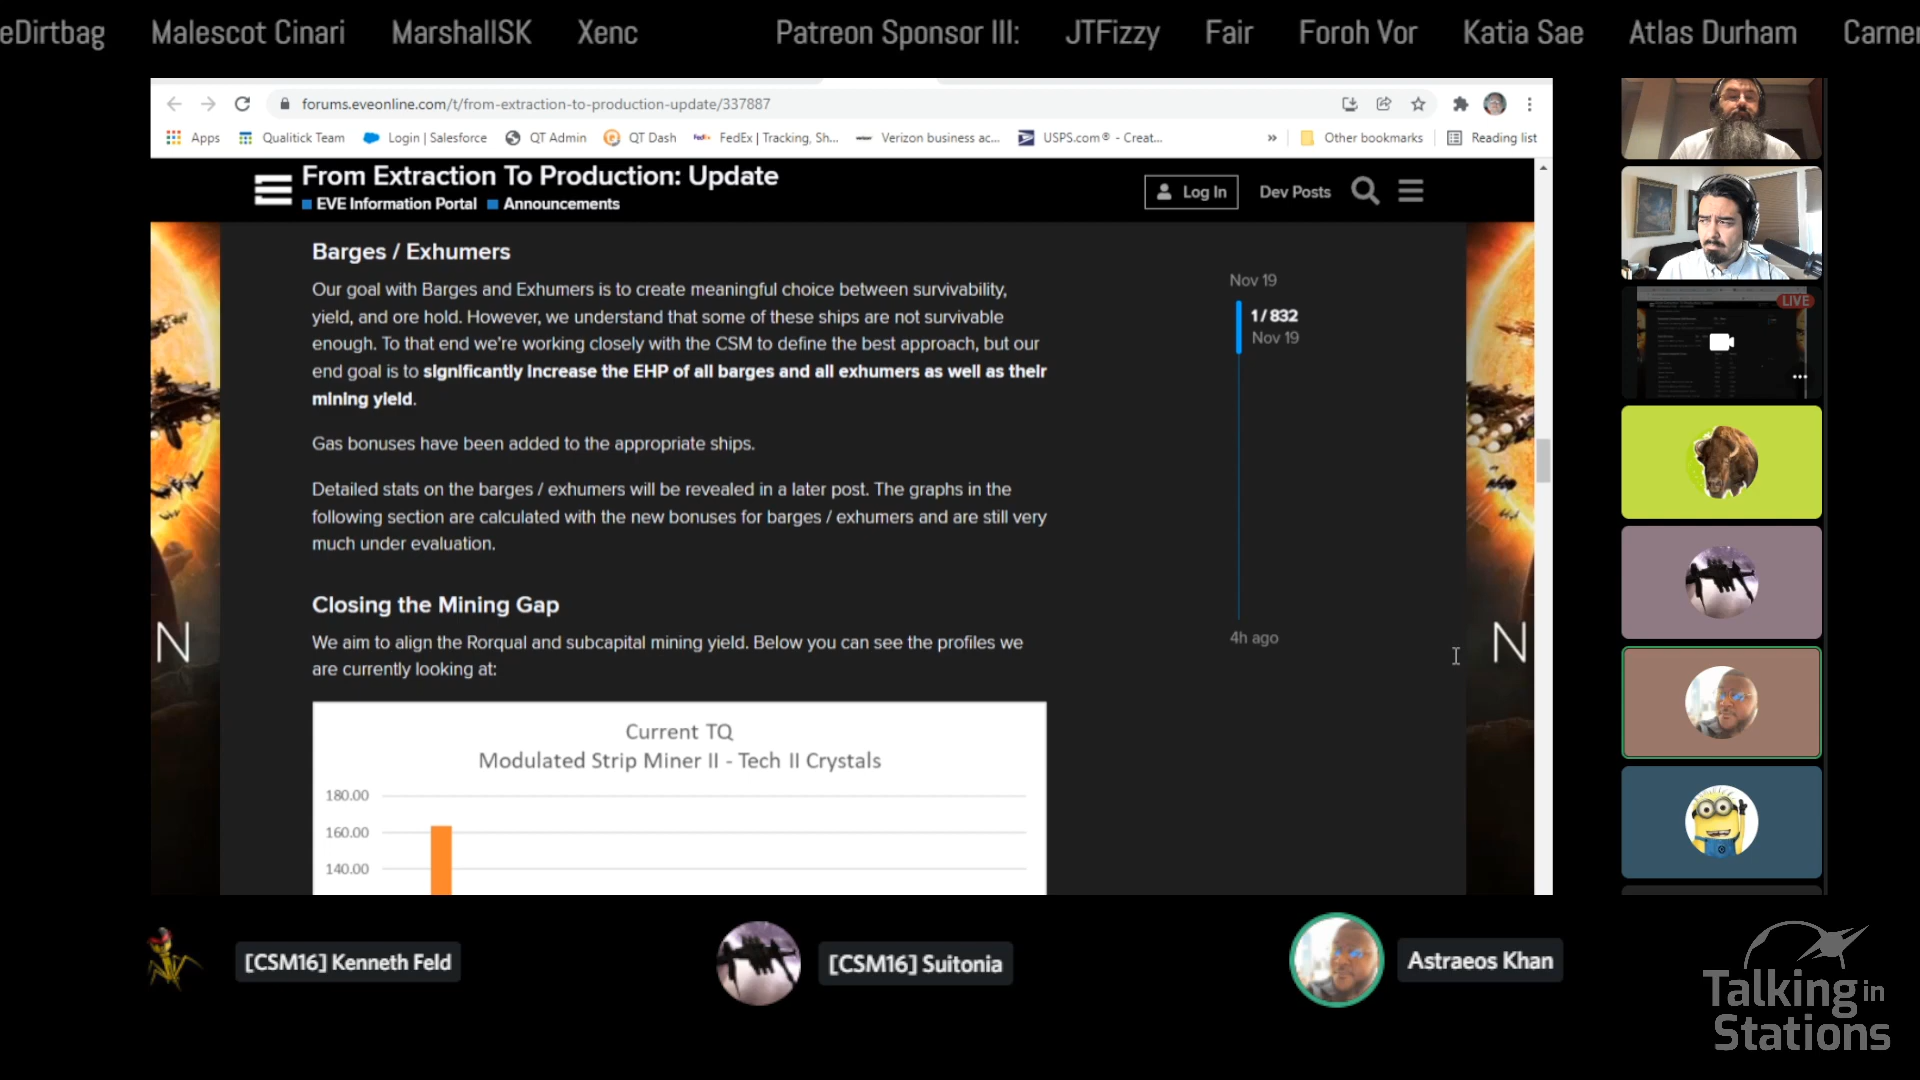 eDirtbag Malescot Cinari MarshallSK Xenc Patreon Sponsor III: JTFizzy Fair Foroh Vor Katia Sae Atlas Durham Carner
forums.eveonline.com/t/from-extraction-to-production-update/337887
Apps Qualitick Team Login | Salesforce QT Admin QT Dash FedEx | Tracking, Sh... Verizon business ac... USPS.com® - Creat... » Other bookmarks Reading list
From Extraction To Production: Update
EVE Information Portal Announcements
Log In Dev Posts
Barges / Exhumers
Our goal with Barges and Exhumers is to create meaningful choice between survivability,
yield, and ore hold. However, we understand that some of these ships are not survivable
enough. To that end we're working closely with the CSM to define the best approach, but our
end goal is to significantly increase the EHP of all barges and all exhumers as well as their
mining yield.
Gas bonuses have been added to the appropriate ships.
Detailed stats on the barges / exhumers will be revealed in a later post. The graphs in the
following section are calculated with the new bonuses for barges / exhumers and are still very
much under evaluation.
Closing the Mining Gap
We aim to align the Rorqual and subcapital mining yield. Below you can see the profiles we
are currently looking at:
Current TQ
Modulated Strip Miner II - Tech II Crystals
180.00
160.00
140.00
Nov 19
1 / 832
Nov 19
4h ago
N
N
LIVE
[CSM16] Kenneth Feld
[CSM16] Suitonia
Astraeos Khan
Talking in
Stations